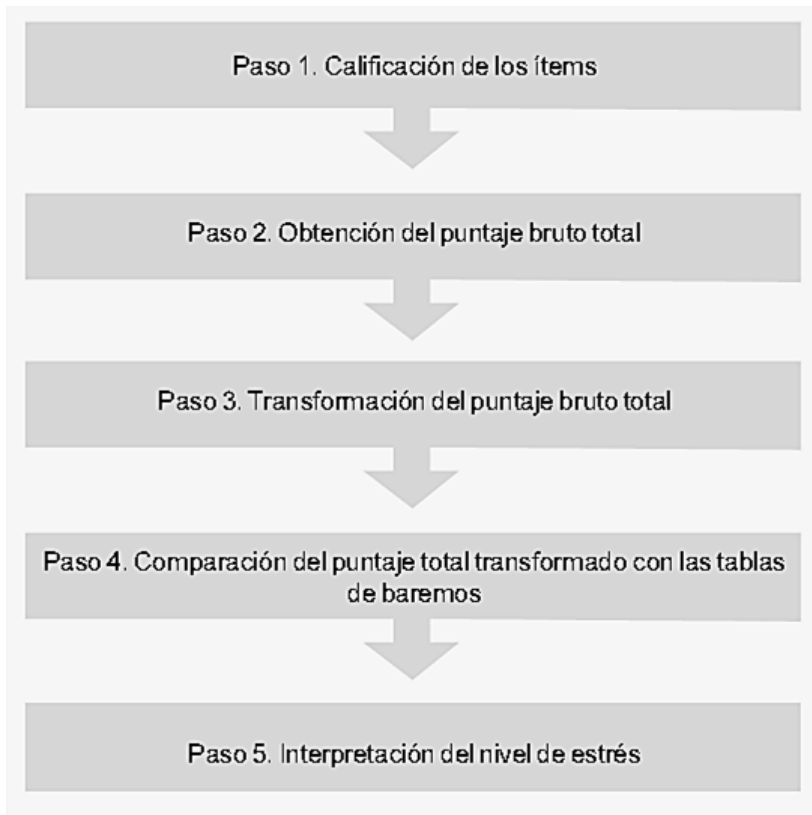 Paso 1. Calificación de los ítems
Paso 2. Obtención del puntaje bruto total
Paso 3. Transformación del puntaje bruto total
Paso 4. Comparación del puntaje total transformado con las tablas
de baremos
Paso 5. Interpretación del nivel de estrés